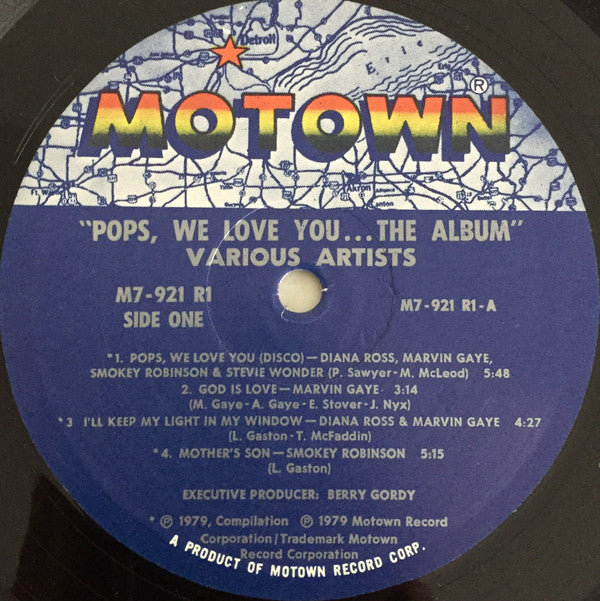 Detroit
Erie
MOTOWN®
Akron
"POPS, WE LOVE YOU...THE ALBUM"
VARIOUS ARTISTS
M7-921 R1
SIDE ONE
M7-921 R1-A
*1. POPS, WE LOVE YOU (DISCO)—DIANA ROSS, MARVIN GAYE,
SMOKEY ROBINSON & STEVIE WONDER (P. Sawyer-M. McLeod) 5:48
2. GOD IS LOVE—MARVIN GAYE 3:14
(M. Gaye-A. Gaye-E. Stover-J. Nyx)
*3 I'LL KEEP MY LIGHT IN MY WINDOW—DIANA ROSS & MARVIN GAYE 4:27
(L. Gaston-T. McFaddin)
*4. MOTHER'S SON—SMOKEY ROBINSON 5:15
(L. Gaston)
EXECUTIVE PRODUCER: BERRY GORDY
* ℗ 1979, Compilation ℗ 1979 Motown Record
Corporation/Trademark Motown
Record Corporation
A PRODUCT OF MOTOWN RECORD CORP.